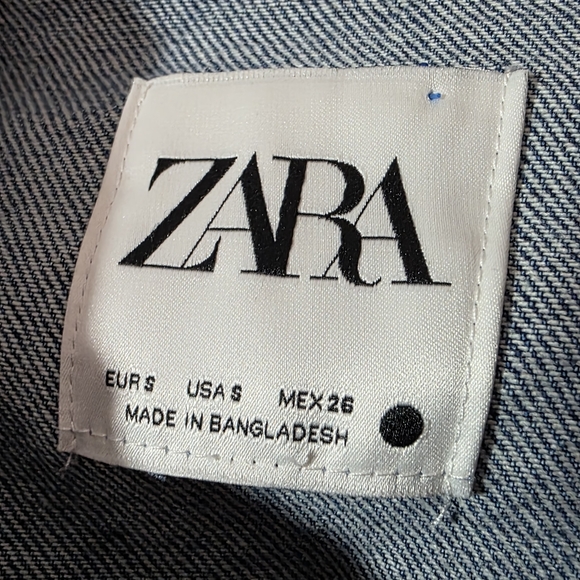 ZARA
EUR S USA S MEX 26
MADE IN BANGLADESH